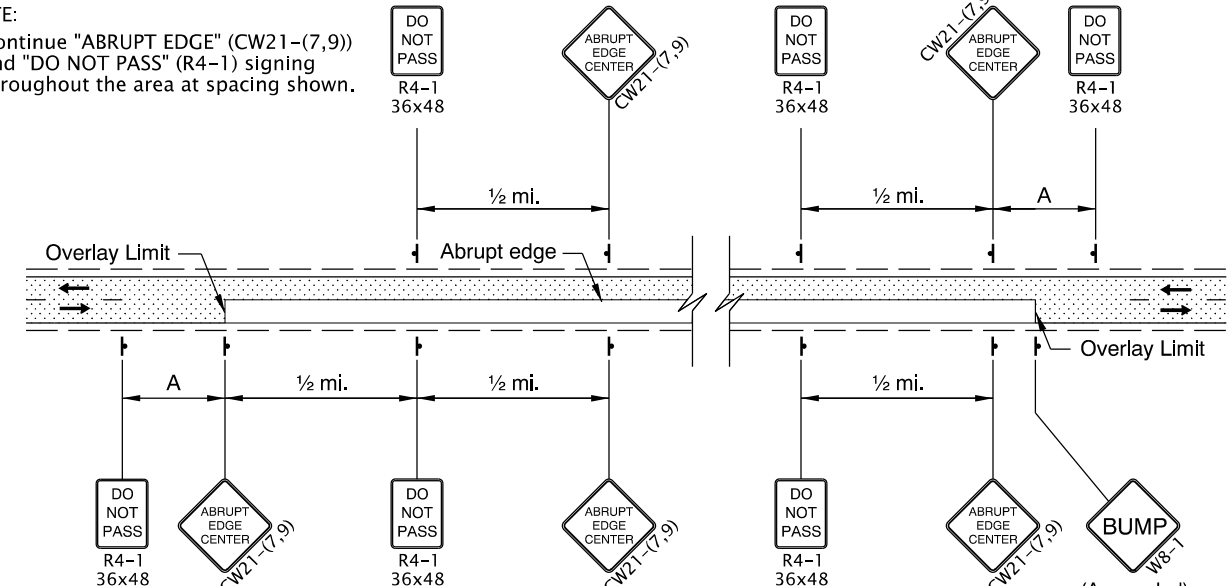 TE:
ontinue "ABRUPT EDGE" (CW21-(7,9))
nd "DO NOT PASS" (R4-1) signing
roughout the area at spacing shown.
DO
NOT
PASS
R4-1
36x48
ABRUPT
EDGE
CENTER
CW21-(7,9)
DO
NOT
PASS
R4-1
36x48
CW21-(7,9)
ABRUPT
EDGE
CENTER
DO
NOT
PASS
R4-1
36x48
½ mi.
½ mi.
A
Overlay Limit
Abrupt edge
Overlay Limit
A
½ mi.
½ mi.
½ mi.
DO
NOT
PASS
R4-1
36x48
ABRUPT
EDGE
CENTER
CW21-(7,9)
DO
NOT
PASS
R4-1
36x48
ABRUPT
EDGE
CENTER
CW21-(7,9)
DO
NOT
PASS
R4-1
36x48
ABRUPT
EDGE
CENTER
CW21-(7,9)
BUMP
W8-1